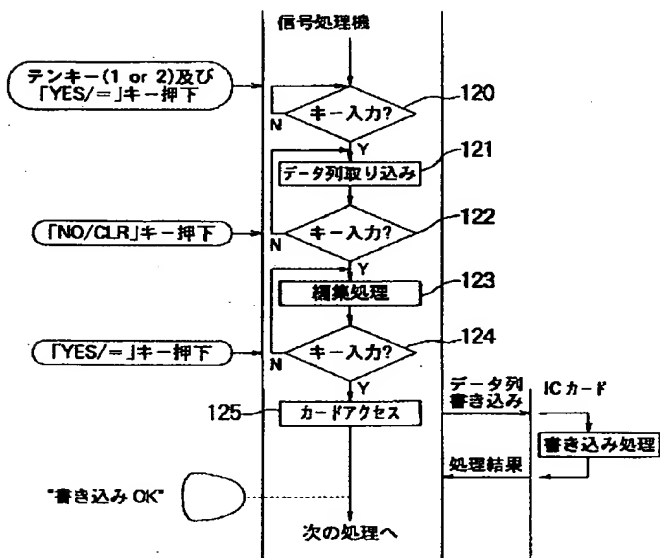 信号処理機
テンキー(1 or 2)及び
「YES/=」キー押下
キー入力?
120
N
Y
データ列取り込み
121
「NO/CLR」キー押下
キー入力?
122
N
Y
編集処理
123
「YES/=」キー押下
キー入力?
124
N
Y
カードアクセス
125
データ列
書き込み
ICカード
書き込み処理
処理結果
"書き込みOK"
次の処理へ